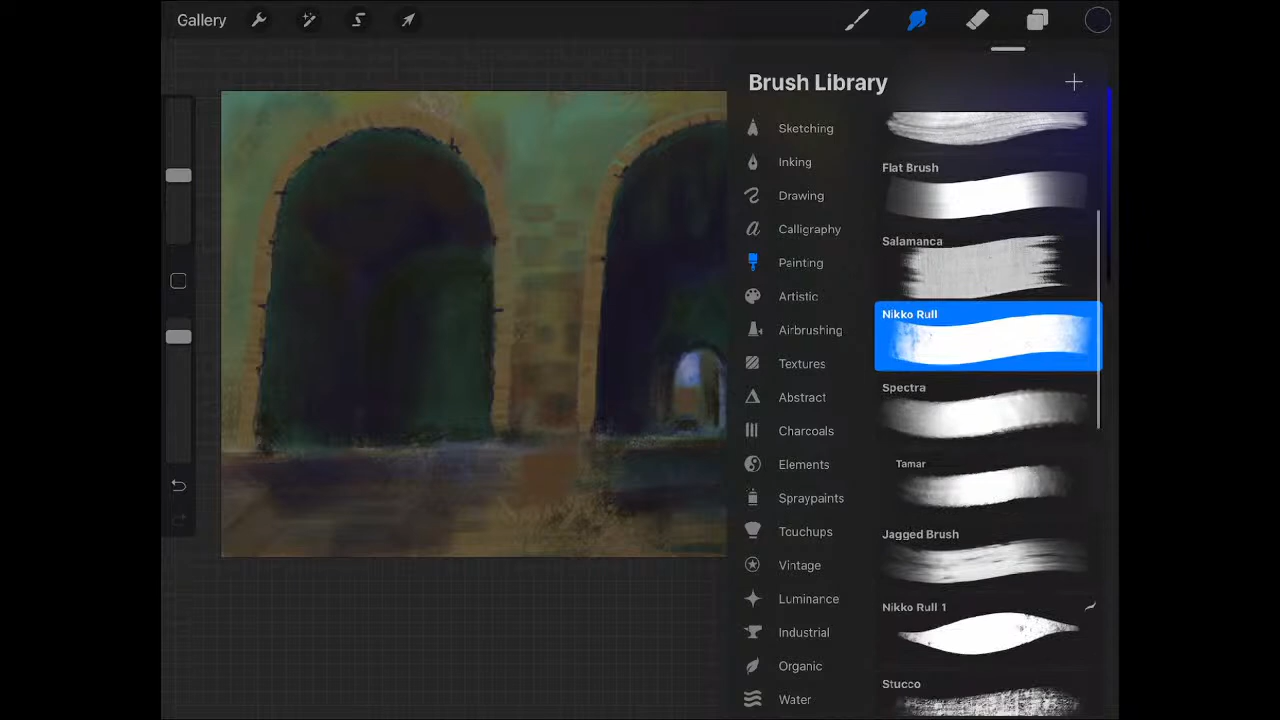 Gallery
Brush Library
Sketching
Inking
Drawing
Calligraphy
Painting
Artistic
Airbrushing
Textures
Abstract
Charcoals
Elements
Spraypaints
Touchups
Vintage
Luminance
Industrial
Organic
Water
Flat Brush
Salamanca
Nikko Rull
Spectra
Tamar
Jagged Brush
Nikko Rull 1
Stucco